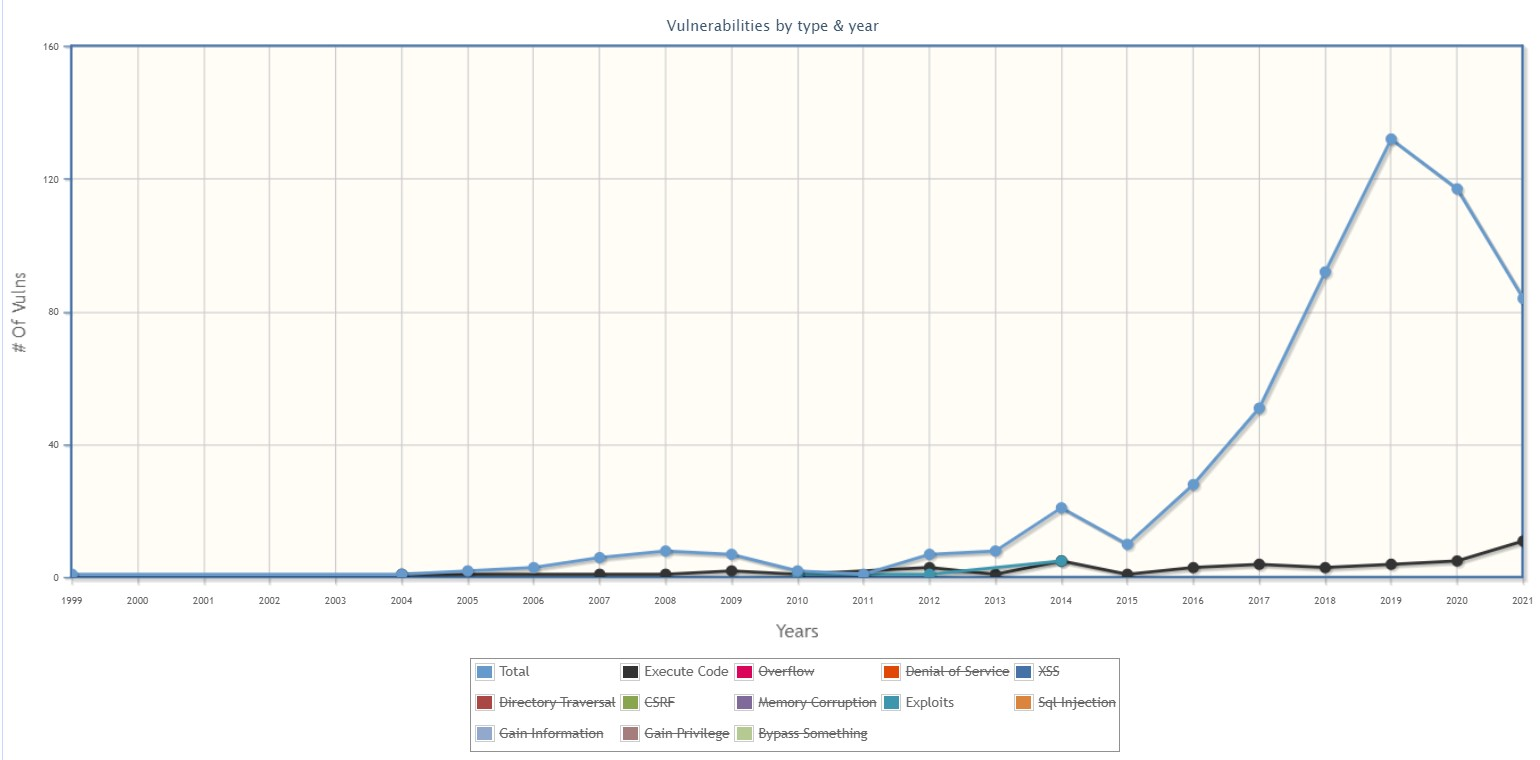 Vulnerabilities by type & year
160
120
80
40
0
# Of Vulns
1999 2000 2001 2002 2003 2004 2005 2006 2007 2008 2009 2010 2011 2012 2013 2014 2015 2016 2017 2018 2019 2020 2021
Years
Total Execute Code Overflow Denial of Service XSS
Directory Traversal CSRF Memory Corruption Exploits Sql Injection
Gain Information Gain Privilege Bypass Something